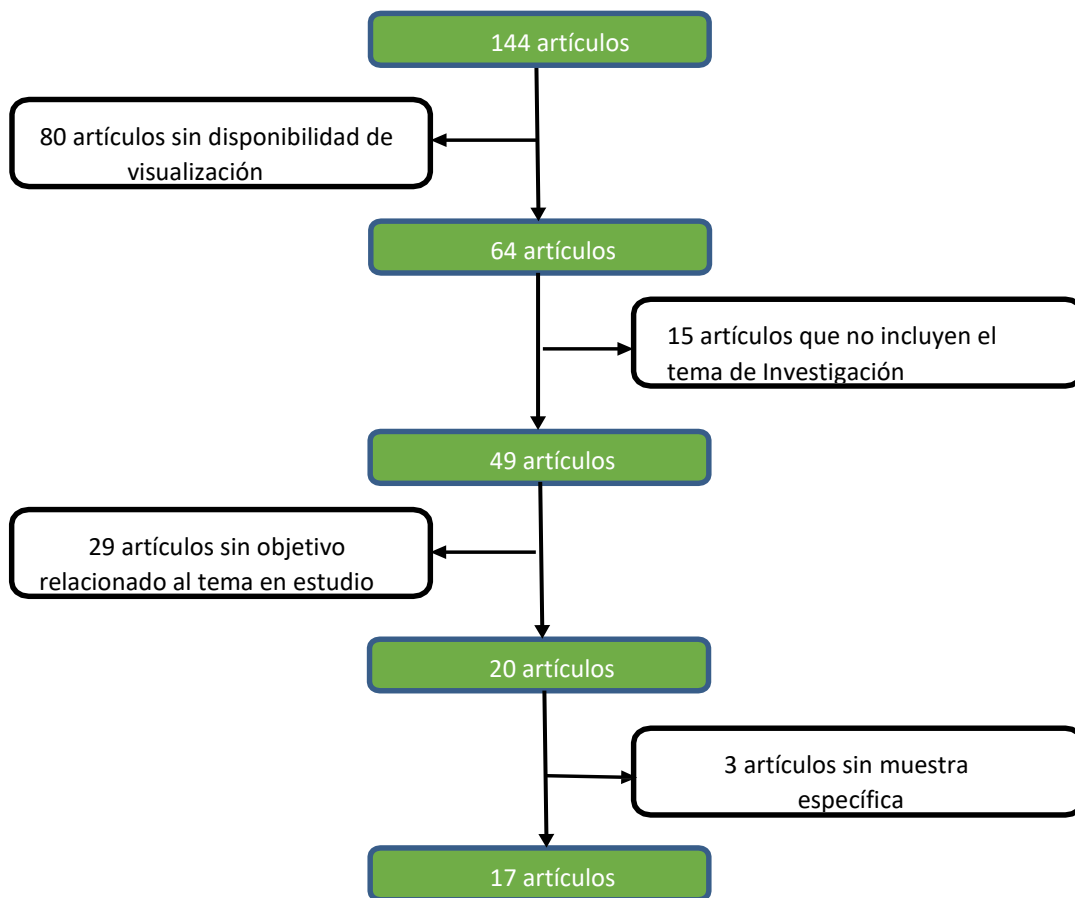 144 artículos
80 artículos sin disponibilidad de
visualización
64 artículos
15 artículos que no incluyen el
tema de Investigación
49 artículos
29 artículos sin objetivo
relacionado al tema en estudio
20 artículos
3 artículos sin muestra
específica
17 artículos